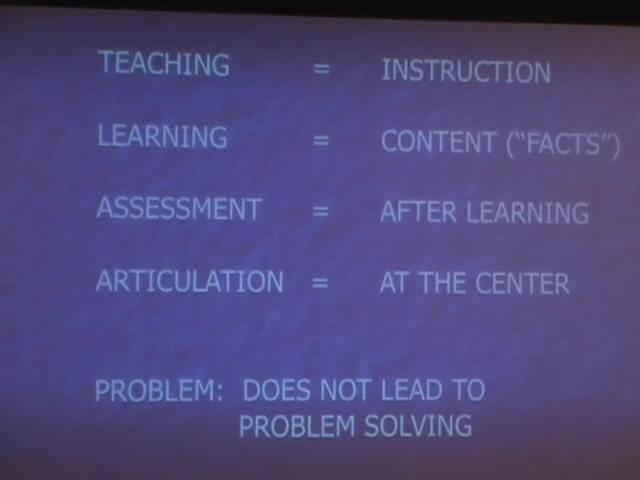 TEACHING = INSTRUCTION
LEARNING = CONTENT ("FACTS")
ASSESSMENT = AFTER LEARNING
ARTICULATION = AT THE CENTER
PROBLEM: DOES NOT LEAD TO
PROBLEM SOLVING